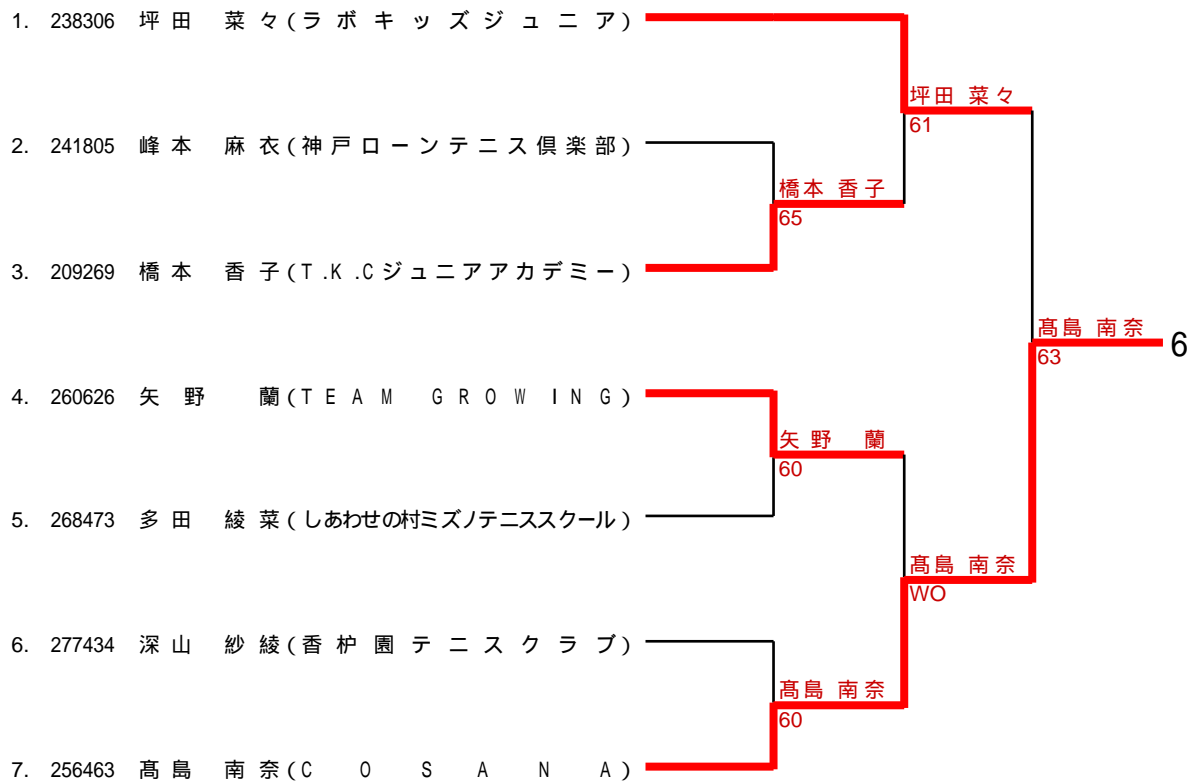 1. 238306 坪田 菜々(ラボキッズジュニア)
坪田 菜々
61
2. 241805 峰本 麻衣(神戸ローンテニス倶楽部)
橋本 香子
65
3. 209269 橋本 香子(T.K.Cジュニアアカデミー)
髙島 南奈
63
6
4. 260626 矢野 蘭(TEAM GROWING)
矢野 蘭
60
5. 268473 多田 綾菜(しあわせの村ミズノテニススクール)
髙島 南奈
WO
6. 277434 深山 紗綾(香枦園テニスクラブ)
髙島 南奈
60
7. 256463 髙島 南奈(COSANA)